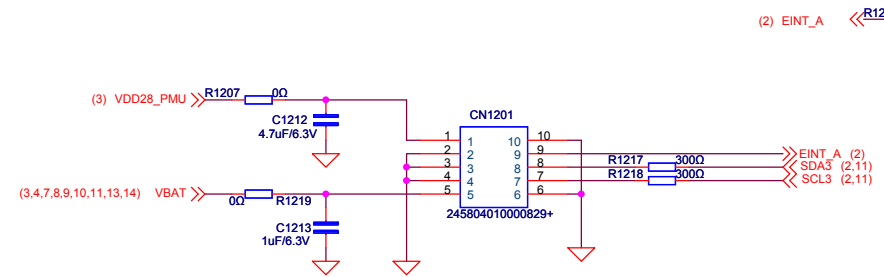 (2) EINT_A
R12
(3) VDD28_PMU
R1207
0Ω
C1212
4.7uF/6.3V
CN1201
1 1 10 10
2 2 9 9
3 3 8 8
4 4 7 7
5 5 6 6
245804010000829+
EINT_A (2)
R1217 300Ω SDA3 (2,11)
R1218 300Ω SCL3 (2,11)
(3,4,7,8,9,10,11,13,14) VBAT
0Ω R1219
C1213
1uF/6.3V